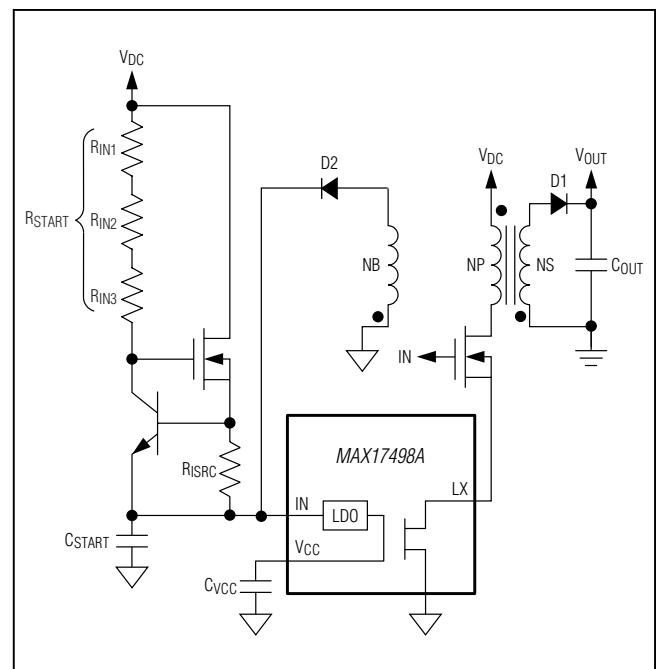 VDC
RIN1
RSTART
RIN2
RIN3
D2
NB
VDC
VOUT
D1
NP
NS
COUT
IN
RISRC
MAX17498A
LX
IN
LDO
VCC
CSTART
CVCC